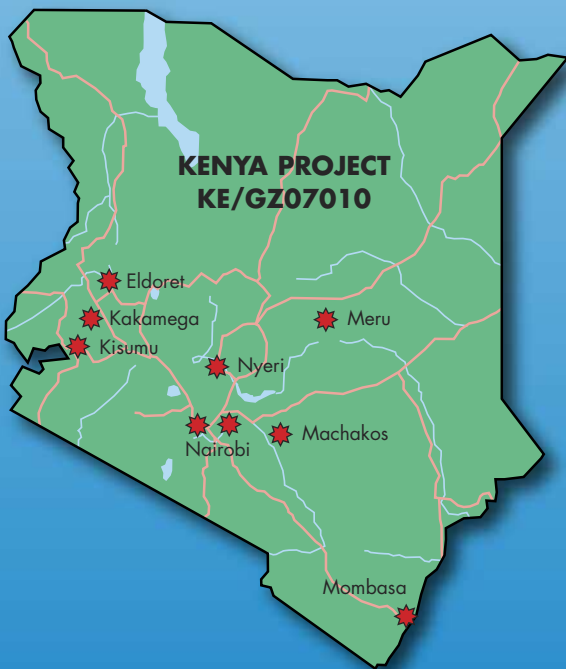 KENYA PROJECT
KE/GZ07010
Eldoret
Kakamega
Meru
Kisumu
Nyeri
Nairobi
Machakos
Mombasa